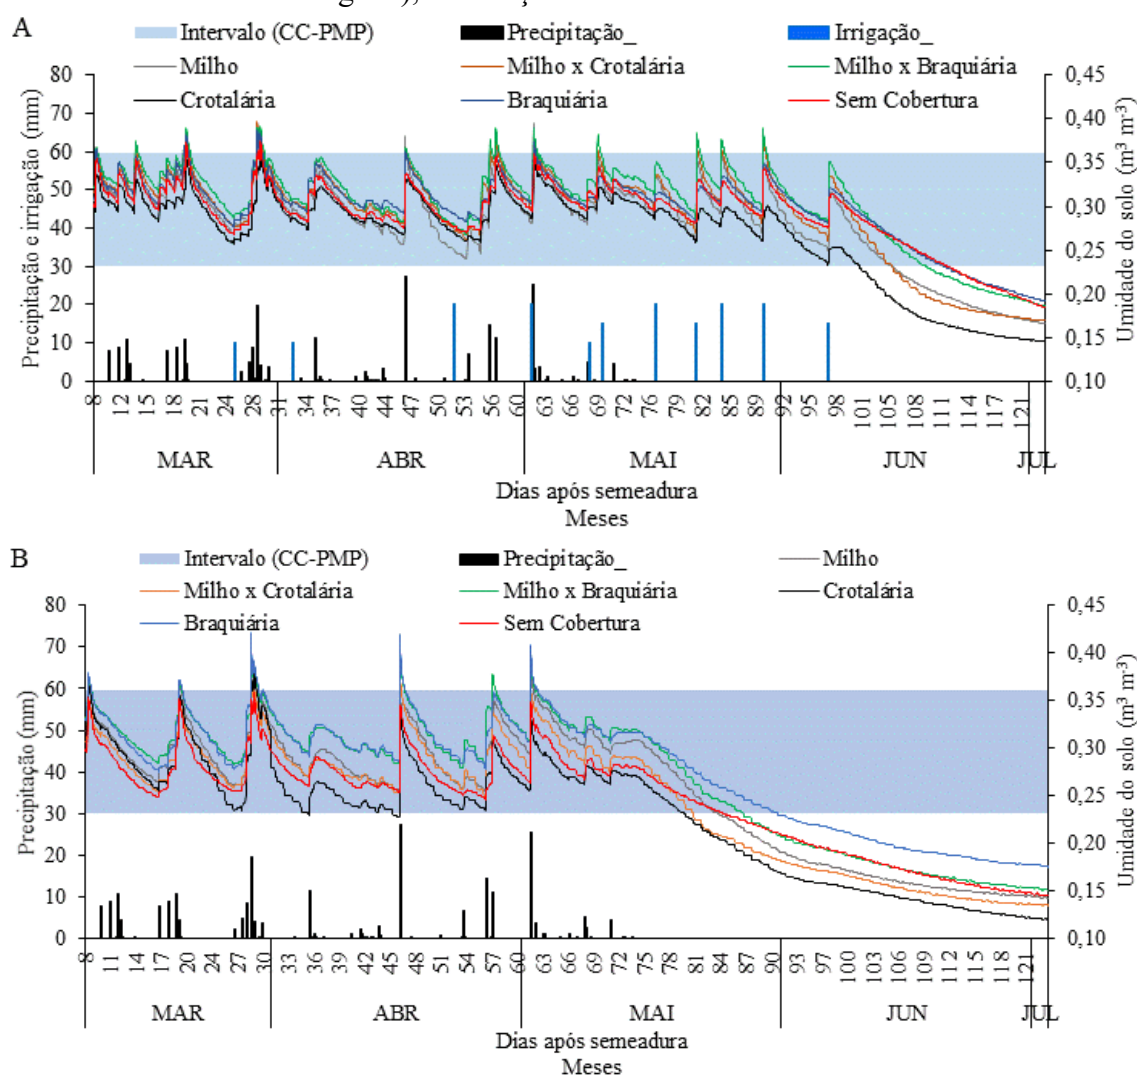 A
Intervalo (CC-PMP) Precipitação_ Irrigação_
Milho Milho x Crotalária Milho x Braquiária
Crotalária Braquiária Sem Cobertura
Precipitação e irrigação (mm)
80
70
60
50
40
30
20
10
0
0,45
0,40
0,35
0,30
0,25
0,20
0,15
0,10
Umidade do solo (m³ m⁻³)
8 12 15 18 21 24 28 31 34 37 40 44 47 50 53 56 60 63 66 69 72 76 79 82 85 89 92 95 98 101 105 108 111 114 117 121
MAR ABR MAI JUN JUL
Dias após semeadura
Meses
B
Intervalo (CC-PMP) Precipitação_ Milho
Milho x Crotalária Milho x Braquiária Crotalária
Braquiária Sem Cobertura
Precipitação (mm)
80
70
60
50
40
30
20
10
0
0,45
0,40
0,35
0,30
0,25
0,20
0,15
0,10
Umidade do solo (m³ m⁻³)
8 11 14 17 20 24 27 30 33 36 39 42 45 48 51 54 57 60 63 66 69 72 75 78 81 84 87 90 93 97 100 103 106 109 112 115 118 121
MAR ABR MAI JUN JUL
Dias após semeadura
Meses